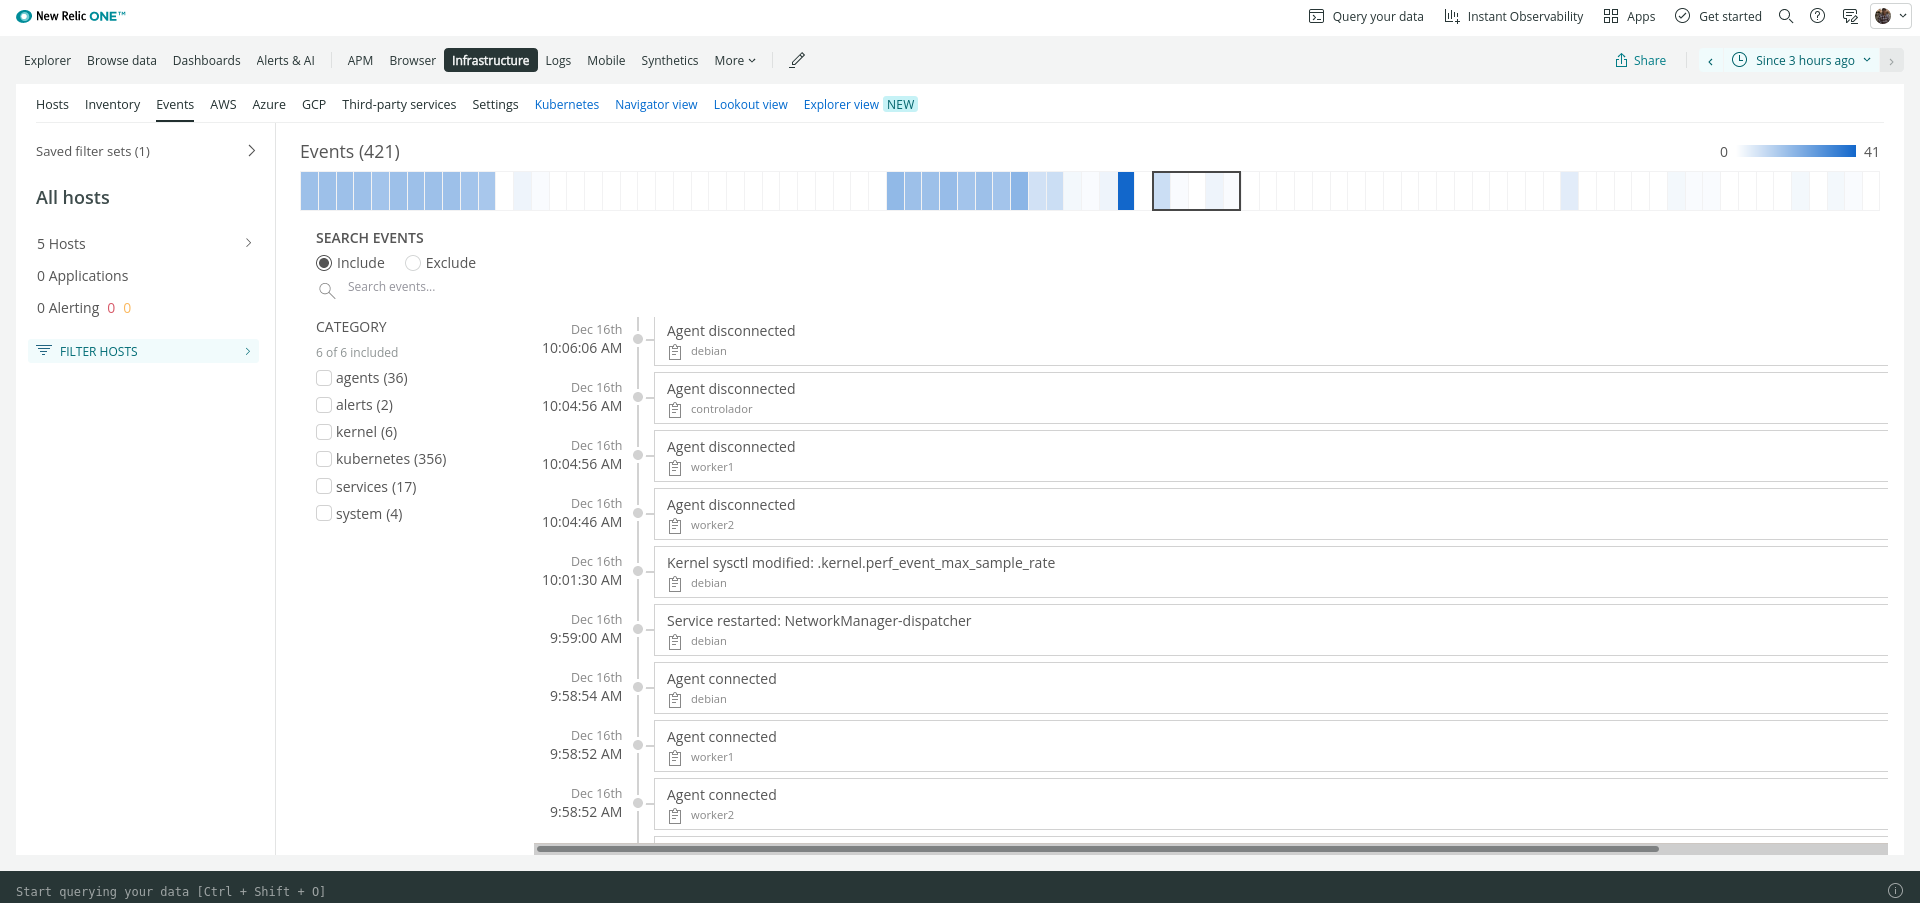 New Relic ONE™
Query your data
Instant Observability
Apps
Get started
Explorer
Browse data
Dashboards
Alerts & AI
APM
Browser
Infrastructure
Logs
Mobile
Synthetics
More
Share
Since 3 hours ago
Hosts
Inventory
Events
AWS
Azure
GCP
Third-party services
Settings
Kubernetes
Navigator view
Lookout view
Explorer view NEW
Saved filter sets (1)
All hosts
5 Hosts
0 Applications
0 Alerting 0 0
FILTER HOSTS
Events (421)
0
41
SEARCH EVENTS
Include
Exclude
Search events...
CATEGORY
6 of 6 included
agents (36)
alerts (2)
kernel (6)
kubernetes (356)
services (17)
system (4)
Dec 16th
10:06:06 AM
Agent disconnected
debian
Dec 16th
10:04:56 AM
Agent disconnected
controlador
Dec 16th
10:04:56 AM
Agent disconnected
worker1
Dec 16th
10:04:46 AM
Agent disconnected
worker2
Dec 16th
10:01:30 AM
Kernel sysctl modified: .kernel.perf_event_max_sample_rate
debian
Dec 16th
9:59:00 AM
Service restarted: NetworkManager-dispatcher
debian
Dec 16th
9:58:54 AM
Agent connected
debian
Dec 16th
9:58:52 AM
Agent connected
worker1
Dec 16th
9:58:52 AM
Agent connected
worker2
Start querying your data [Ctrl + Shift + O]